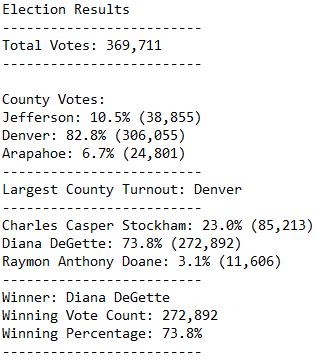 Election Results
-------------------------
Total Votes: 369,711
-------------------------

County Votes:
Jefferson: 10.5% (38,855)
Denver: 82.8% (306,055)
Arapahoe: 6.7% (24,801)
-------------------------
Largest County Turnout: Denver
-------------------------
Charles Casper Stockham: 23.0% (85,213)
Diana DeGette: 73.8% (272,892)
Raymon Anthony Doane: 3.1% (11,606)
-------------------------
Winner: Diana DeGette
Winning Vote Count: 272,892
Winning Percentage: 73.8%
-------------------------